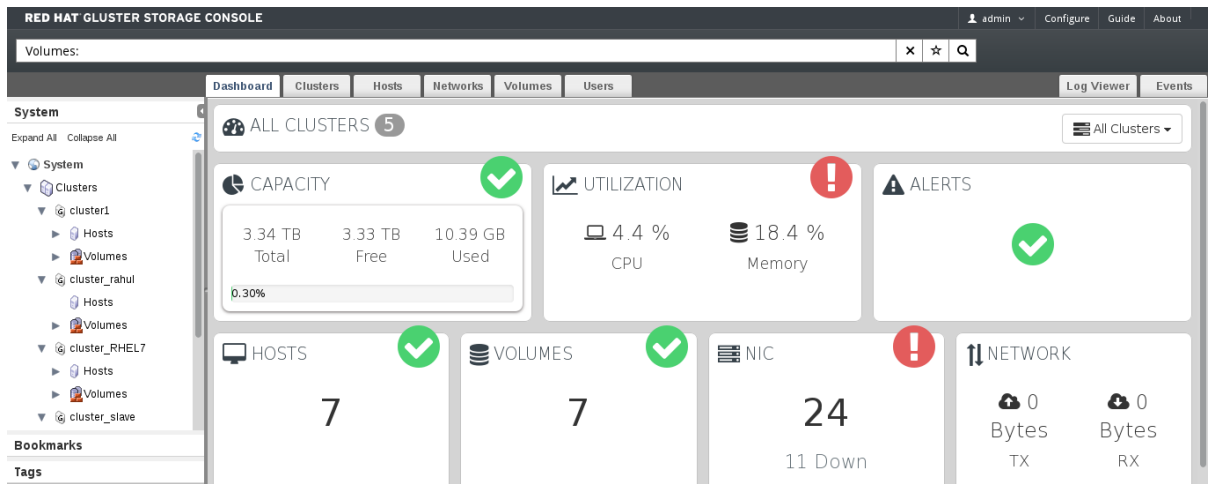 RED HAT GLUSTER STORAGE CONSOLE
admin Configure Guide About
Volumes:
Dashboard Clusters Hosts Networks Volumes Users Log Viewer Events
System
Expand All Collapse All
System
Clusters
cluster1
Hosts
Volumes
cluster_rahul
Hosts
Volumes
cluster_RHEL7
Hosts
Volumes
cluster_slave
Bookmarks
Tags
ALL CLUSTERS 5
All Clusters
CAPACITY
3.34 TB 3.33 TB 10.39 GB
Total Free Used
0.30%
UTILIZATION
4.4 % 18.4 %
CPU Memory
ALERTS
HOSTS
7
VOLUMES
7
NIC
24
11 Down
NETWORK
0 0
Bytes Bytes
TX RX